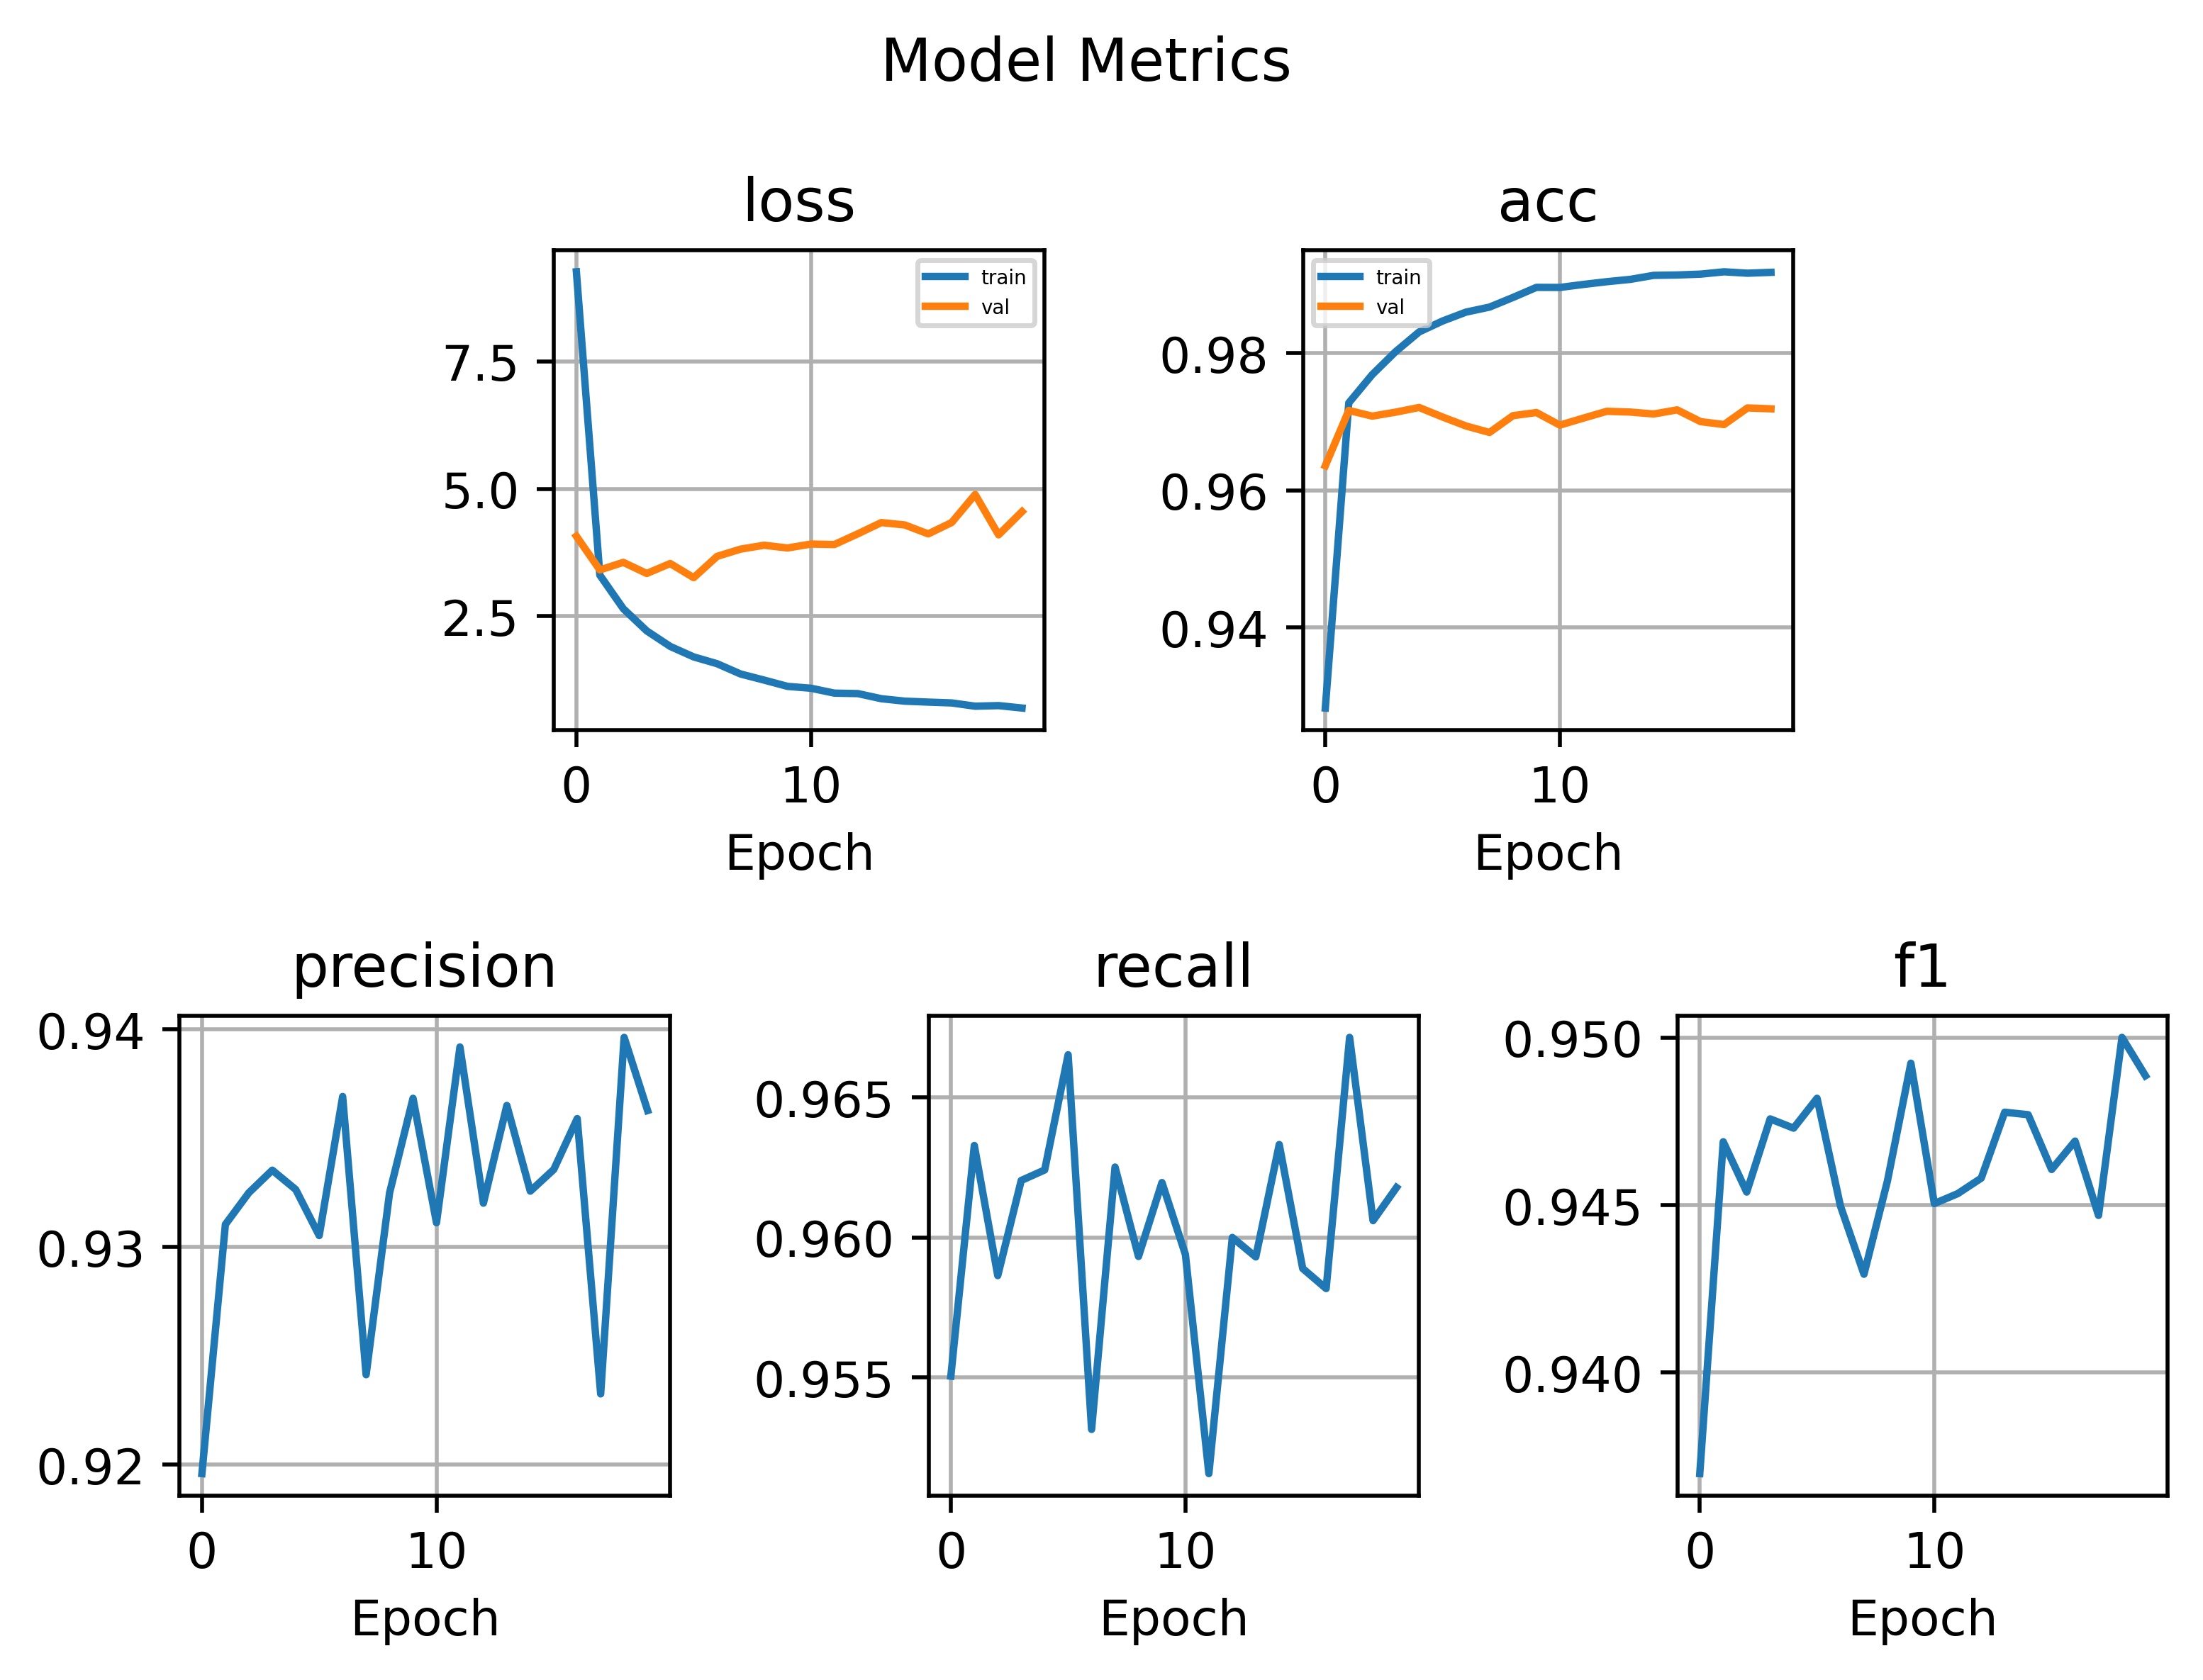 Model Metrics
loss
acc
train
val
train
val
7.5
5.0
2.5
0.98
0.96
0.94
0 10
0 10
Epoch
Epoch
precision
recall
f1
0.94
0.93
0.92
0.965
0.960
0.955
0.950
0.945
0.940
0 10
0 10
0 10
Epoch
Epoch
Epoch